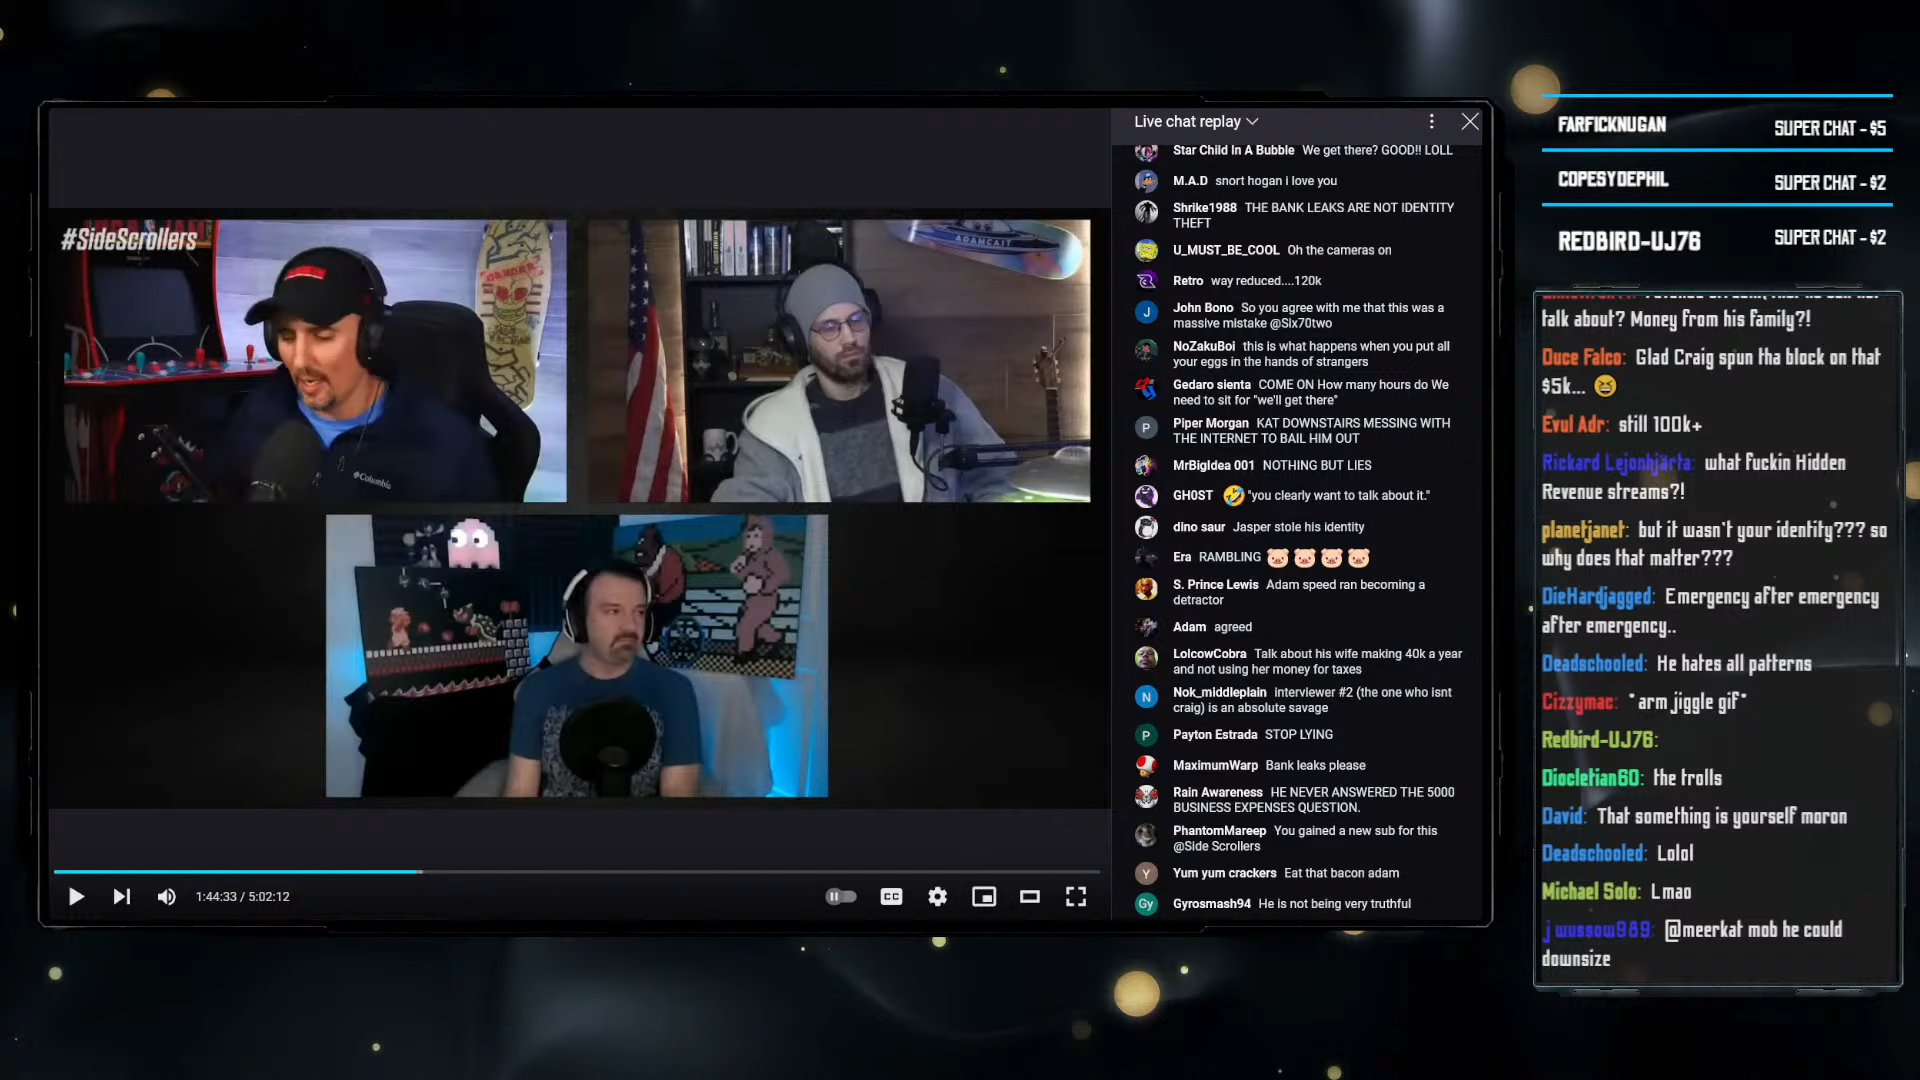 #SideScrollers
ADAMCAST
Columbia
1:44:33 / 5:02:12
CC
Live chat replay
Star Child In A Bubble We get there? GOOD!! LOLL
M.A.D snort hogan i love you
Shrike1988 THE BANK LEAKS ARE NOT IDENTITY
THEFT
U_MUST_BE_COOL Oh the cameras on
Retro way reduced....120k
J John Bono So you agree with me that this was a
massive mistake @Six70two
NoZakuBoi this is what happens when you put all
your eggs in the hands of strangers
Gedaro sienta COME ON How many hours do We
need to sit for "we'll get there"
P Piper Morgan KAT DOWNSTAIRS MESSING WITH
THE INTERNET TO BAIL HIM OUT
MrBigIdea 001 NOTHING BUT LIES
GH0ST 🤣 "you clearly want to talk about it."
dino saur Jasper stole his identity
Era RAMBLING 🐷 🐷 🐷 🐷
S. Prince Lewis Adam speed ran becoming a
detractor
Adam agreed
LolcowCobra Talk about his wife making 40k a year
and not using her money for taxes
N Nok_middleplain interviewer #2 (the one who isnt
craig) is an absolute savage
P Payton Estrada STOP LYING
MaximumWarp Bank leaks please
Rain Awareness HE NEVER ANSWERED THE 5000
BUSINESS EXPENSES QUESTION.
PhantomMareep You gained a new sub for this
@Side Scrollers
Y Yum yum crackers Eat that bacon adam
Gy Gyrosmash94 He is not being very truthful
FARFICKNUGAN SUPER CHAT - $5
COPESYDEPHIL SUPER CHAT - $2
REDBIRD-UJ76 SUPER CHAT - $2
talk about? Money from his family?!
Duce Falco: Glad Craig spun tha block on that
$5k... 😆
Evul Adr: still 100k+
Rickard Lejonhjärta: what fuckin Hidden
Revenue streams?!
planetjanet: but it wasn't your identity??? so
why does that matter???
DieHardjagged: Emergency after emergency
after emergency..
Deadschooled: He hates all patterns
Cizzymac: *arm jiggle gif*
Redbird-UJ76:
Diocletian60: the trolls
David: That something is yourself moron
Deadschooled: Lolol
Michael Solo: Lmao
j wussow989: @meerkat mob he could
downsize